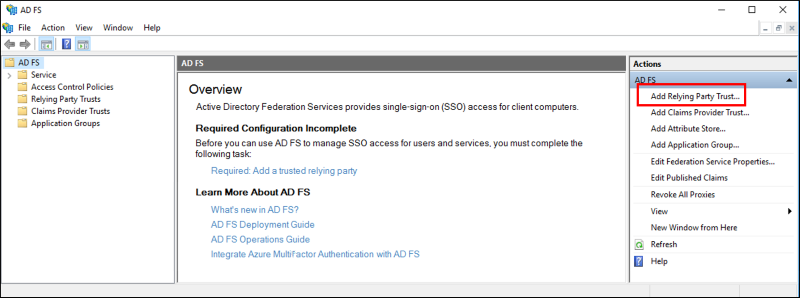 AD FS
File Action View Window Help
AD FS
Service
Access Control Policies
Relying Party Trusts
Claims Provider Trusts
Application Groups
AD FS
Overview
Active Directory Federation Services provides single-sign-on (SSO) access for client computers.
Required Configuration Incomplete
Before you can use AD FS to manage SSO access for users and services, you must complete the
following task:
Required: Add a trusted relying party
Learn More About AD FS
What's new in AD FS?
AD FS Deployment Guide
AD FS Operations Guide
Integrate Azure MultiFactor Authentication with AD FS
Actions
AD FS
Add Relying Party Trust...
Add Claims Provider Trust...
Add Attribute Store...
Add Application Group...
Edit Federation Service Properties...
Edit Published Claims
Revoke All Proxies
View
New Window from Here
Refresh
Help